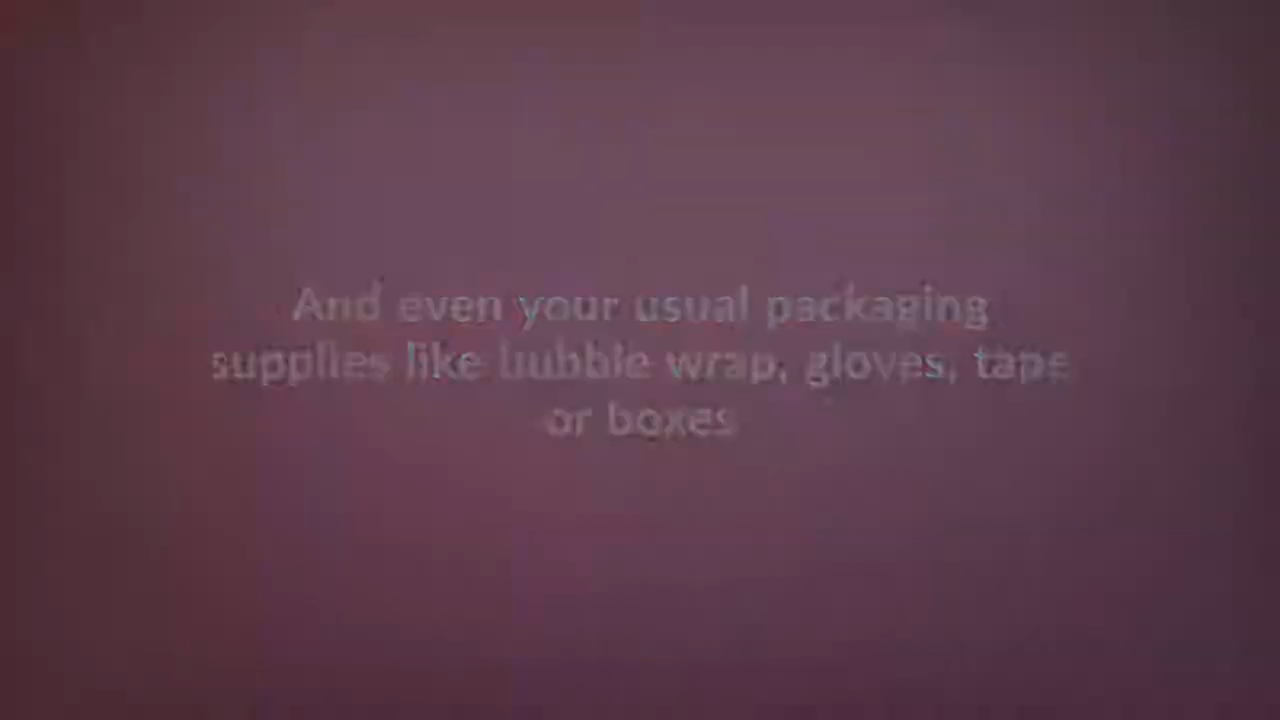 And even your usual packaging
supplies like bubble wrap, gloves, tape
or boxes